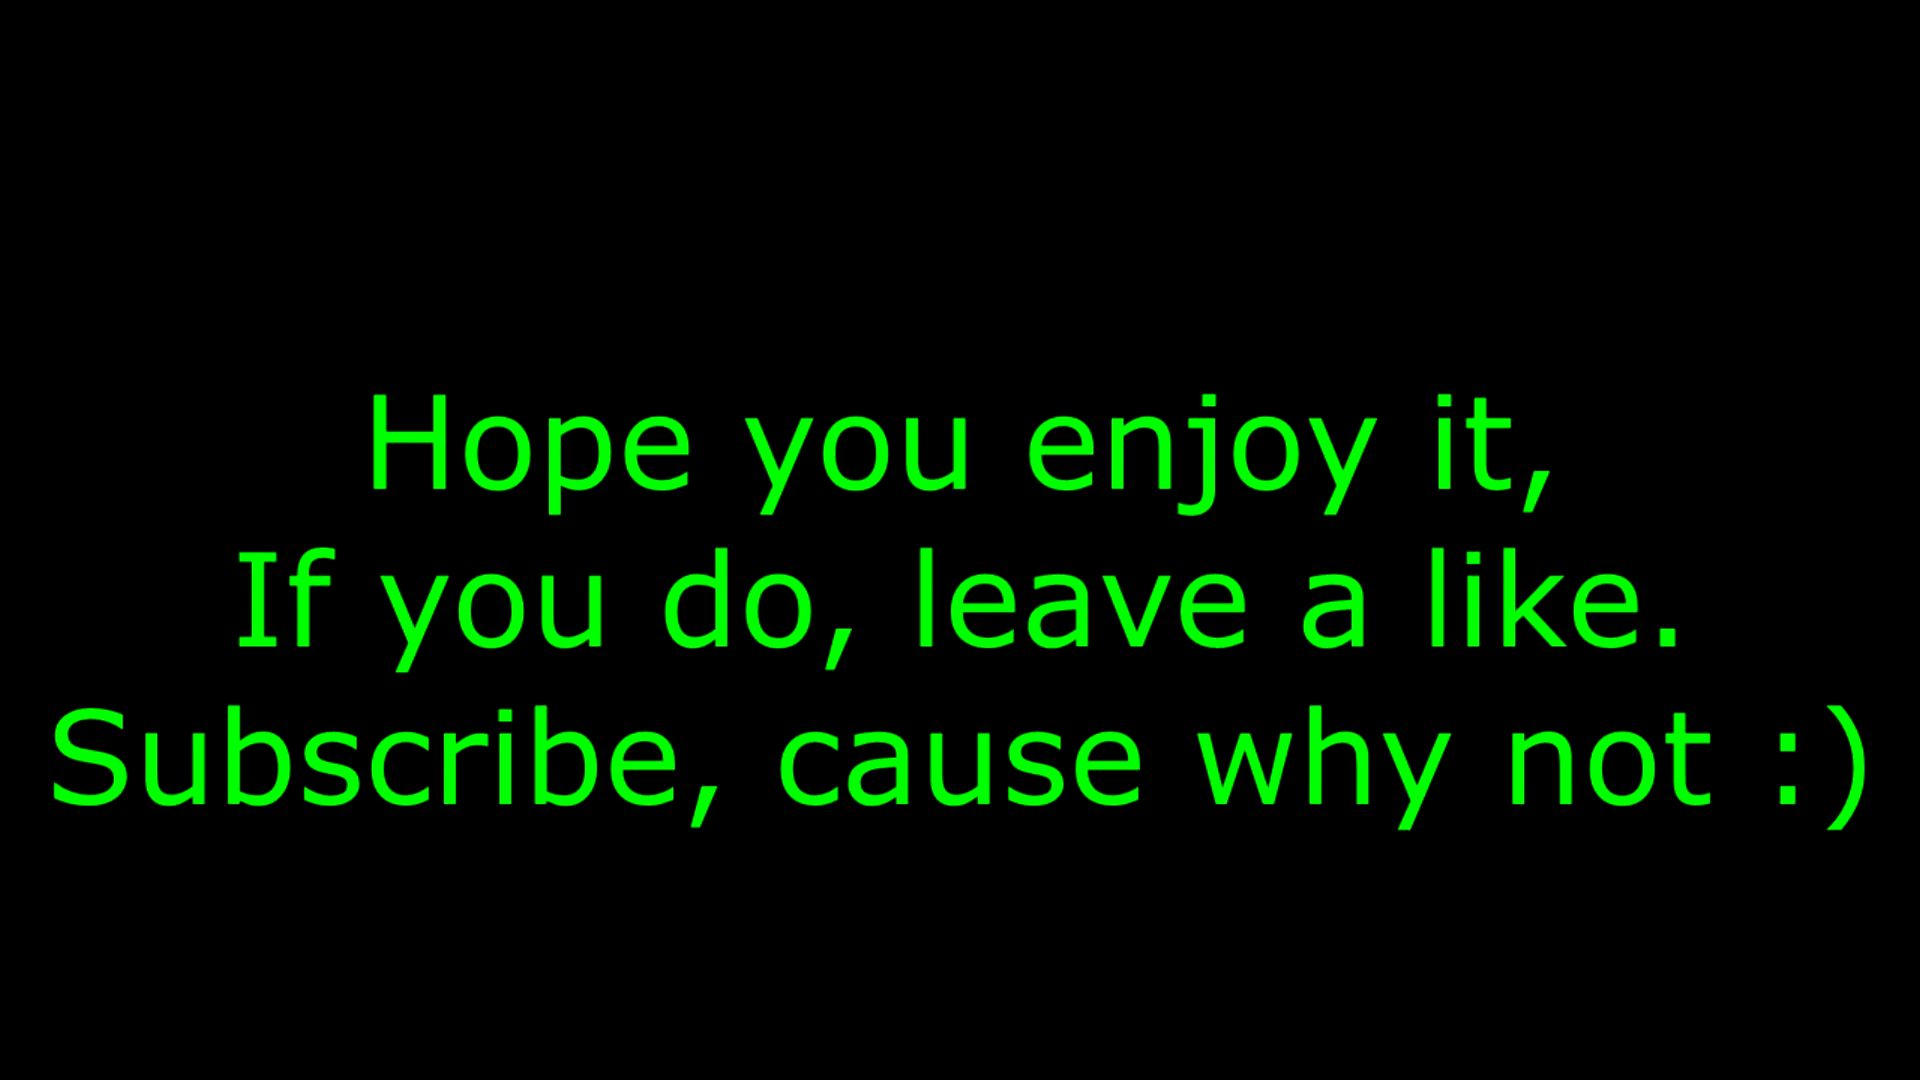 Hope you enjoy it,
If you do, leave a like.
Subscribe, cause why not :)